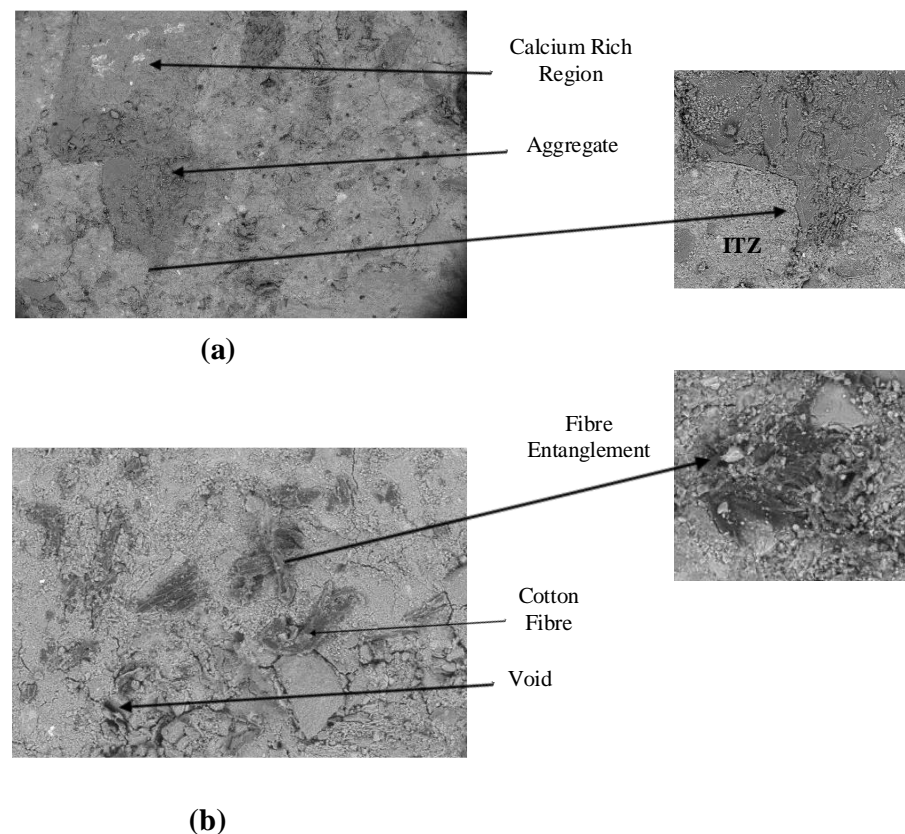 Calcium Rich
Region
Aggregate
ITZ
(a)
Fibre
Entanglement
Cotton
Fibre
Void
(b)